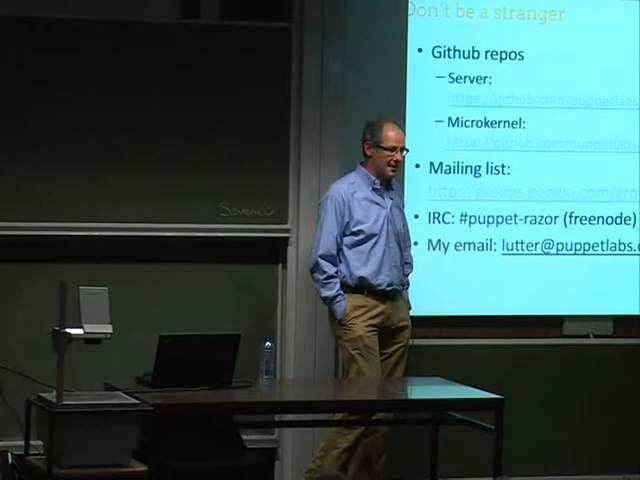 Don't be a stranger
• Github repos
– Server:
https://github.com/puppetlabs
– Microkernel:
https://github.com/puppetlabs
• Mailing list:
http://groups.google.com/gro
• IRC: #puppet-razor (freenode)
• My email: lutter@puppetlabs.